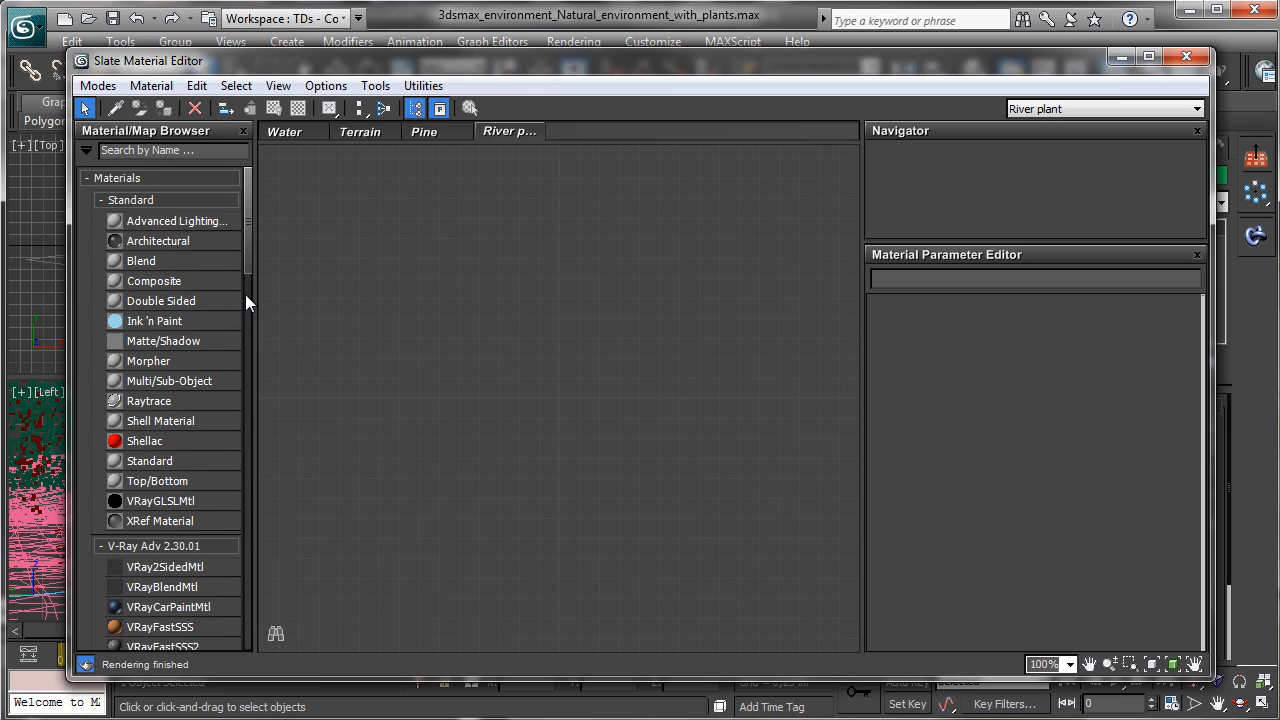 Workspace : TDs - Co
3dsmax_environment_Natural_environment_with_plants.max
Type a keyword or phrase
Edit Tools Group Views Create Modifiers Animation Graph Editors Rendering Customize MAXScript Help
Slate Material Editor
Modes Material Edit Select View Options Tools Utilities
River plant
Material/Map Browser
Water Terrain Pine River p...
Navigator
Search by Name ...
- Materials
- Standard
Advanced Lighting...
Architectural
Blend
Composite
Double Sided
Ink 'n Paint
Matte/Shadow
Morpher
Multi/Sub-Object
Raytrace
Shell Material
Shellac
Standard
Top/Bottom
VRayGLSLMtl
XRef Material
- V-Ray Adv 2.30.01
VRay2SidedMtl
VRayBlendMtl
VRayCarPaintMtl
VRayFastSSS
VRayFastSSS2
Material Parameter Editor
Polygon
[+][Top]
[+][Left]
Rendering finished
100%
Welcome to M
Click or click-and-drag to select objects
Add Time Tag
Set Key
Key Filters...
0